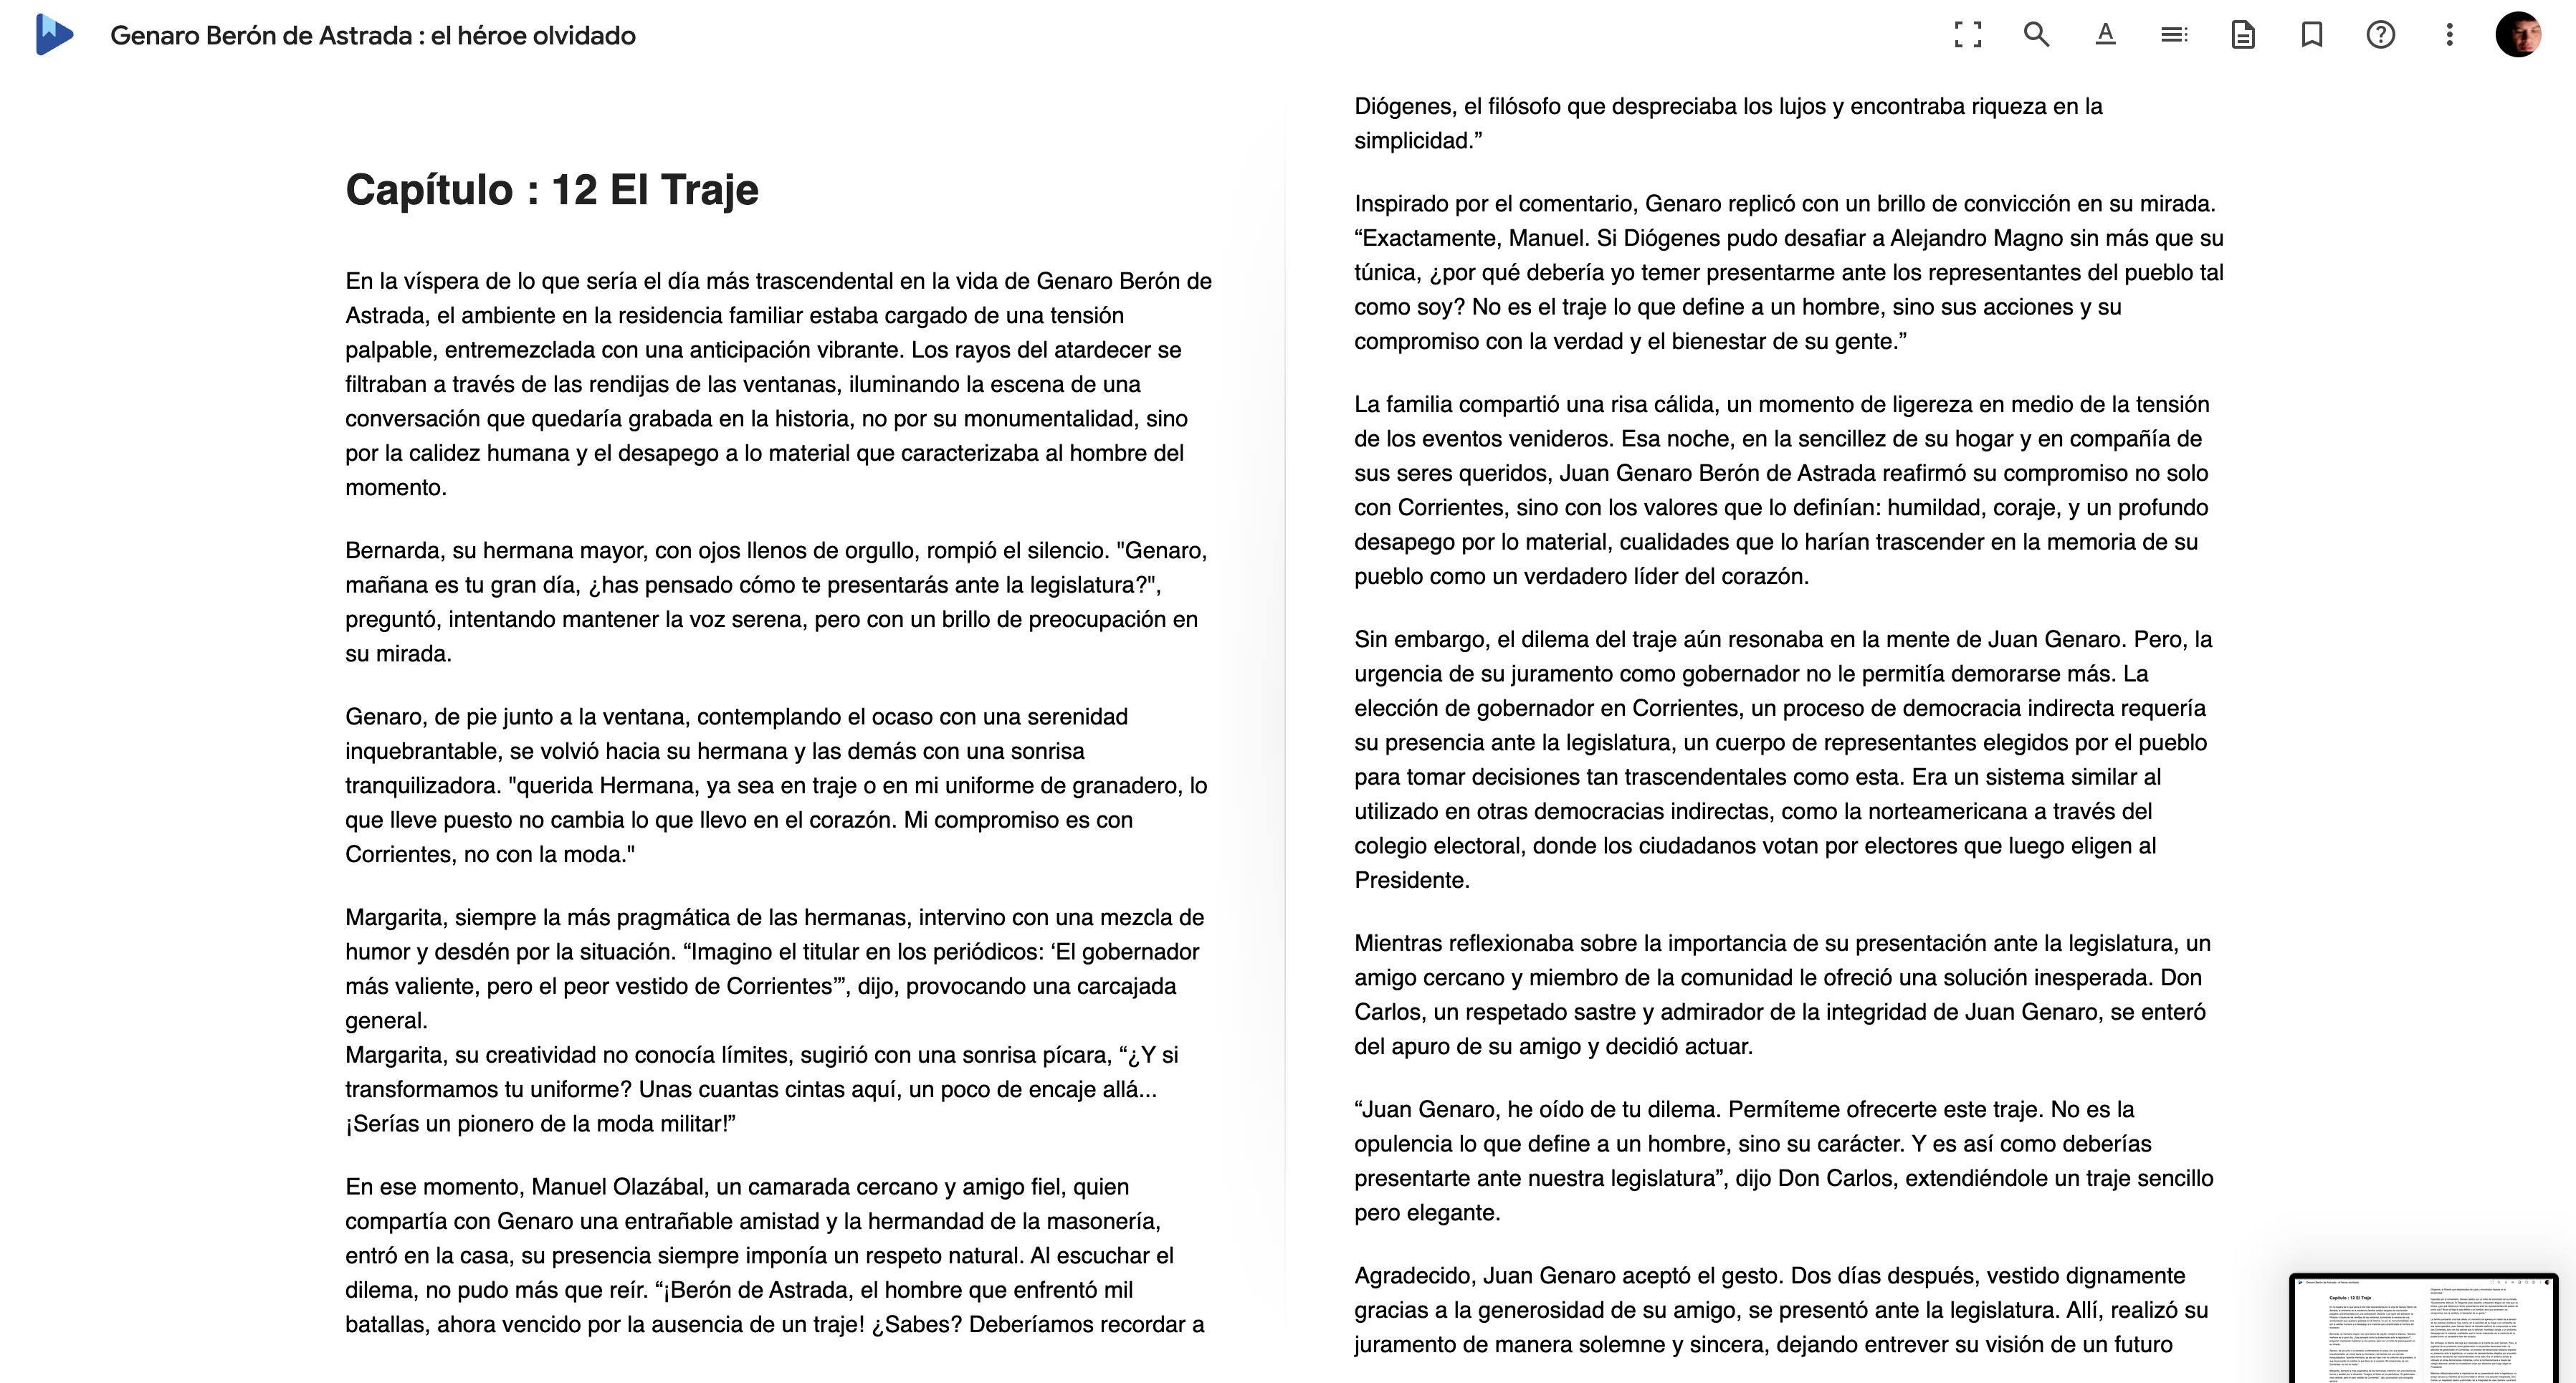 Genaro Berón de Astrada : el héroe olvidado
Capítulo : 12 El Traje
En la víspera de lo que sería el día más trascendental en la vida de Genaro Berón de
Astrada, el ambiente en la residencia familiar estaba cargado de una tensión
palpable, entremezclada con una anticipación vibrante. Los rayos del atardecer se
filtraban a través de las rendijas de las ventanas, iluminando la escena de una
conversación que quedaría grabada en la historia, no por su monumentalidad, sino
por la calidez humana y el desapego a lo material que caracterizaba al hombre del
momento.
Bernarda, su hermana mayor, con ojos llenos de orgullo, rompió el silencio. "Genaro,
mañana es tu gran día, ¿has pensado cómo te presentarás ante la legislatura?",
preguntó, intentando mantener la voz serena, pero con un brillo de preocupación en
su mirada.
Genaro, de pie junto a la ventana, contemplando el ocaso con una serenidad
inquebrantable, se volvió hacia su hermana y las demás con una sonrisa
tranquilizadora. "querida Hermana, ya sea en traje o en mi uniforme de granadero, lo
que lleve puesto no cambia lo que llevo en el corazón. Mi compromiso es con
Corrientes, no con la moda."
Margarita, siempre la más pragmática de las hermanas, intervino con una mezcla de
humor y desdén por la situación. “Imagino el titular en los periódicos: ‘El gobernador
más valiente, pero el peor vestido de Corrientes’”, dijo, provocando una carcajada
general.
Margarita, su creatividad no conocía límites, sugirió con una sonrisa pícara, “¿Y si
transformamos tu uniforme? Unas cuantas cintas aquí, un poco de encaje allá...
¡Serías un pionero de la moda militar!”
En ese momento, Manuel Olazábal, un camarada cercano y amigo fiel, quien
compartía con Genaro una entrañable amistad y la hermandad de la masonería,
entró en la casa, su presencia siempre imponía un respeto natural. Al escuchar el
dilema, no pudo más que reír. “¡Berón de Astrada, el hombre que enfrentó mil
batallas, ahora vencido por la ausencia de un traje! ¿Sabes? Deberíamos recordar a
Diógenes, el filósofo que despreciaba los lujos y encontraba riqueza en la
simplicidad.”
Inspirado por el comentario, Genaro replicó con un brillo de convicción en su mirada.
“Exactamente, Manuel. Si Diógenes pudo desafiar a Alejandro Magno sin más que su
túnica, ¿por qué debería yo temer presentarme ante los representantes del pueblo tal
como soy? No es el traje lo que define a un hombre, sino sus acciones y su
compromiso con la verdad y el bienestar de su gente.”
La familia compartió una risa cálida, un momento de ligereza en medio de la tensión
de los eventos venideros. Esa noche, en la sencillez de su hogar y en compañía de
sus seres queridos, Juan Genaro Berón de Astrada reafirmó su compromiso no solo
con Corrientes, sino con los valores que lo definían: humildad, coraje, y un profundo
desapego por lo material, cualidades que lo harían trascender en la memoria de su
pueblo como un verdadero líder del corazón.
Sin embargo, el dilema del traje aún resonaba en la mente de Juan Genaro. Pero, la
urgencia de su juramento como gobernador no le permitía demorarse más. La
elección de gobernador en Corrientes, un proceso de democracia indirecta requería
su presencia ante la legislatura, un cuerpo de representantes elegidos por el pueblo
para tomar decisiones tan trascendentales como esta. Era un sistema similar al
utilizado en otras democracias indirectas, como la norteamericana a través del
colegio electoral, donde los ciudadanos votan por electores que luego eligen al
Presidente.
Mientras reflexionaba sobre la importancia de su presentación ante la legislatura, un
amigo cercano y miembro de la comunidad le ofreció una solución inesperada. Don
Carlos, un respetado sastre y admirador de la integridad de Juan Genaro, se enteró
del apuro de su amigo y decidió actuar.
“Juan Genaro, he oído de tu dilema. Permíteme ofrecerte este traje. No es la
opulencia lo que define a un hombre, sino su carácter. Y es así como deberías
presentarte ante nuestra legislatura”, dijo Don Carlos, extendiéndole un traje sencillo
pero elegante.
Agradecido, Juan Genaro aceptó el gesto. Dos días después, vestido dignamente
gracias a la generosidad de su amigo, se presentó ante la legislatura. Allí, realizó su
juramento de manera solemne y sincera, dejando entrever su visión de un futuro
Capítulo : 12 El Traje